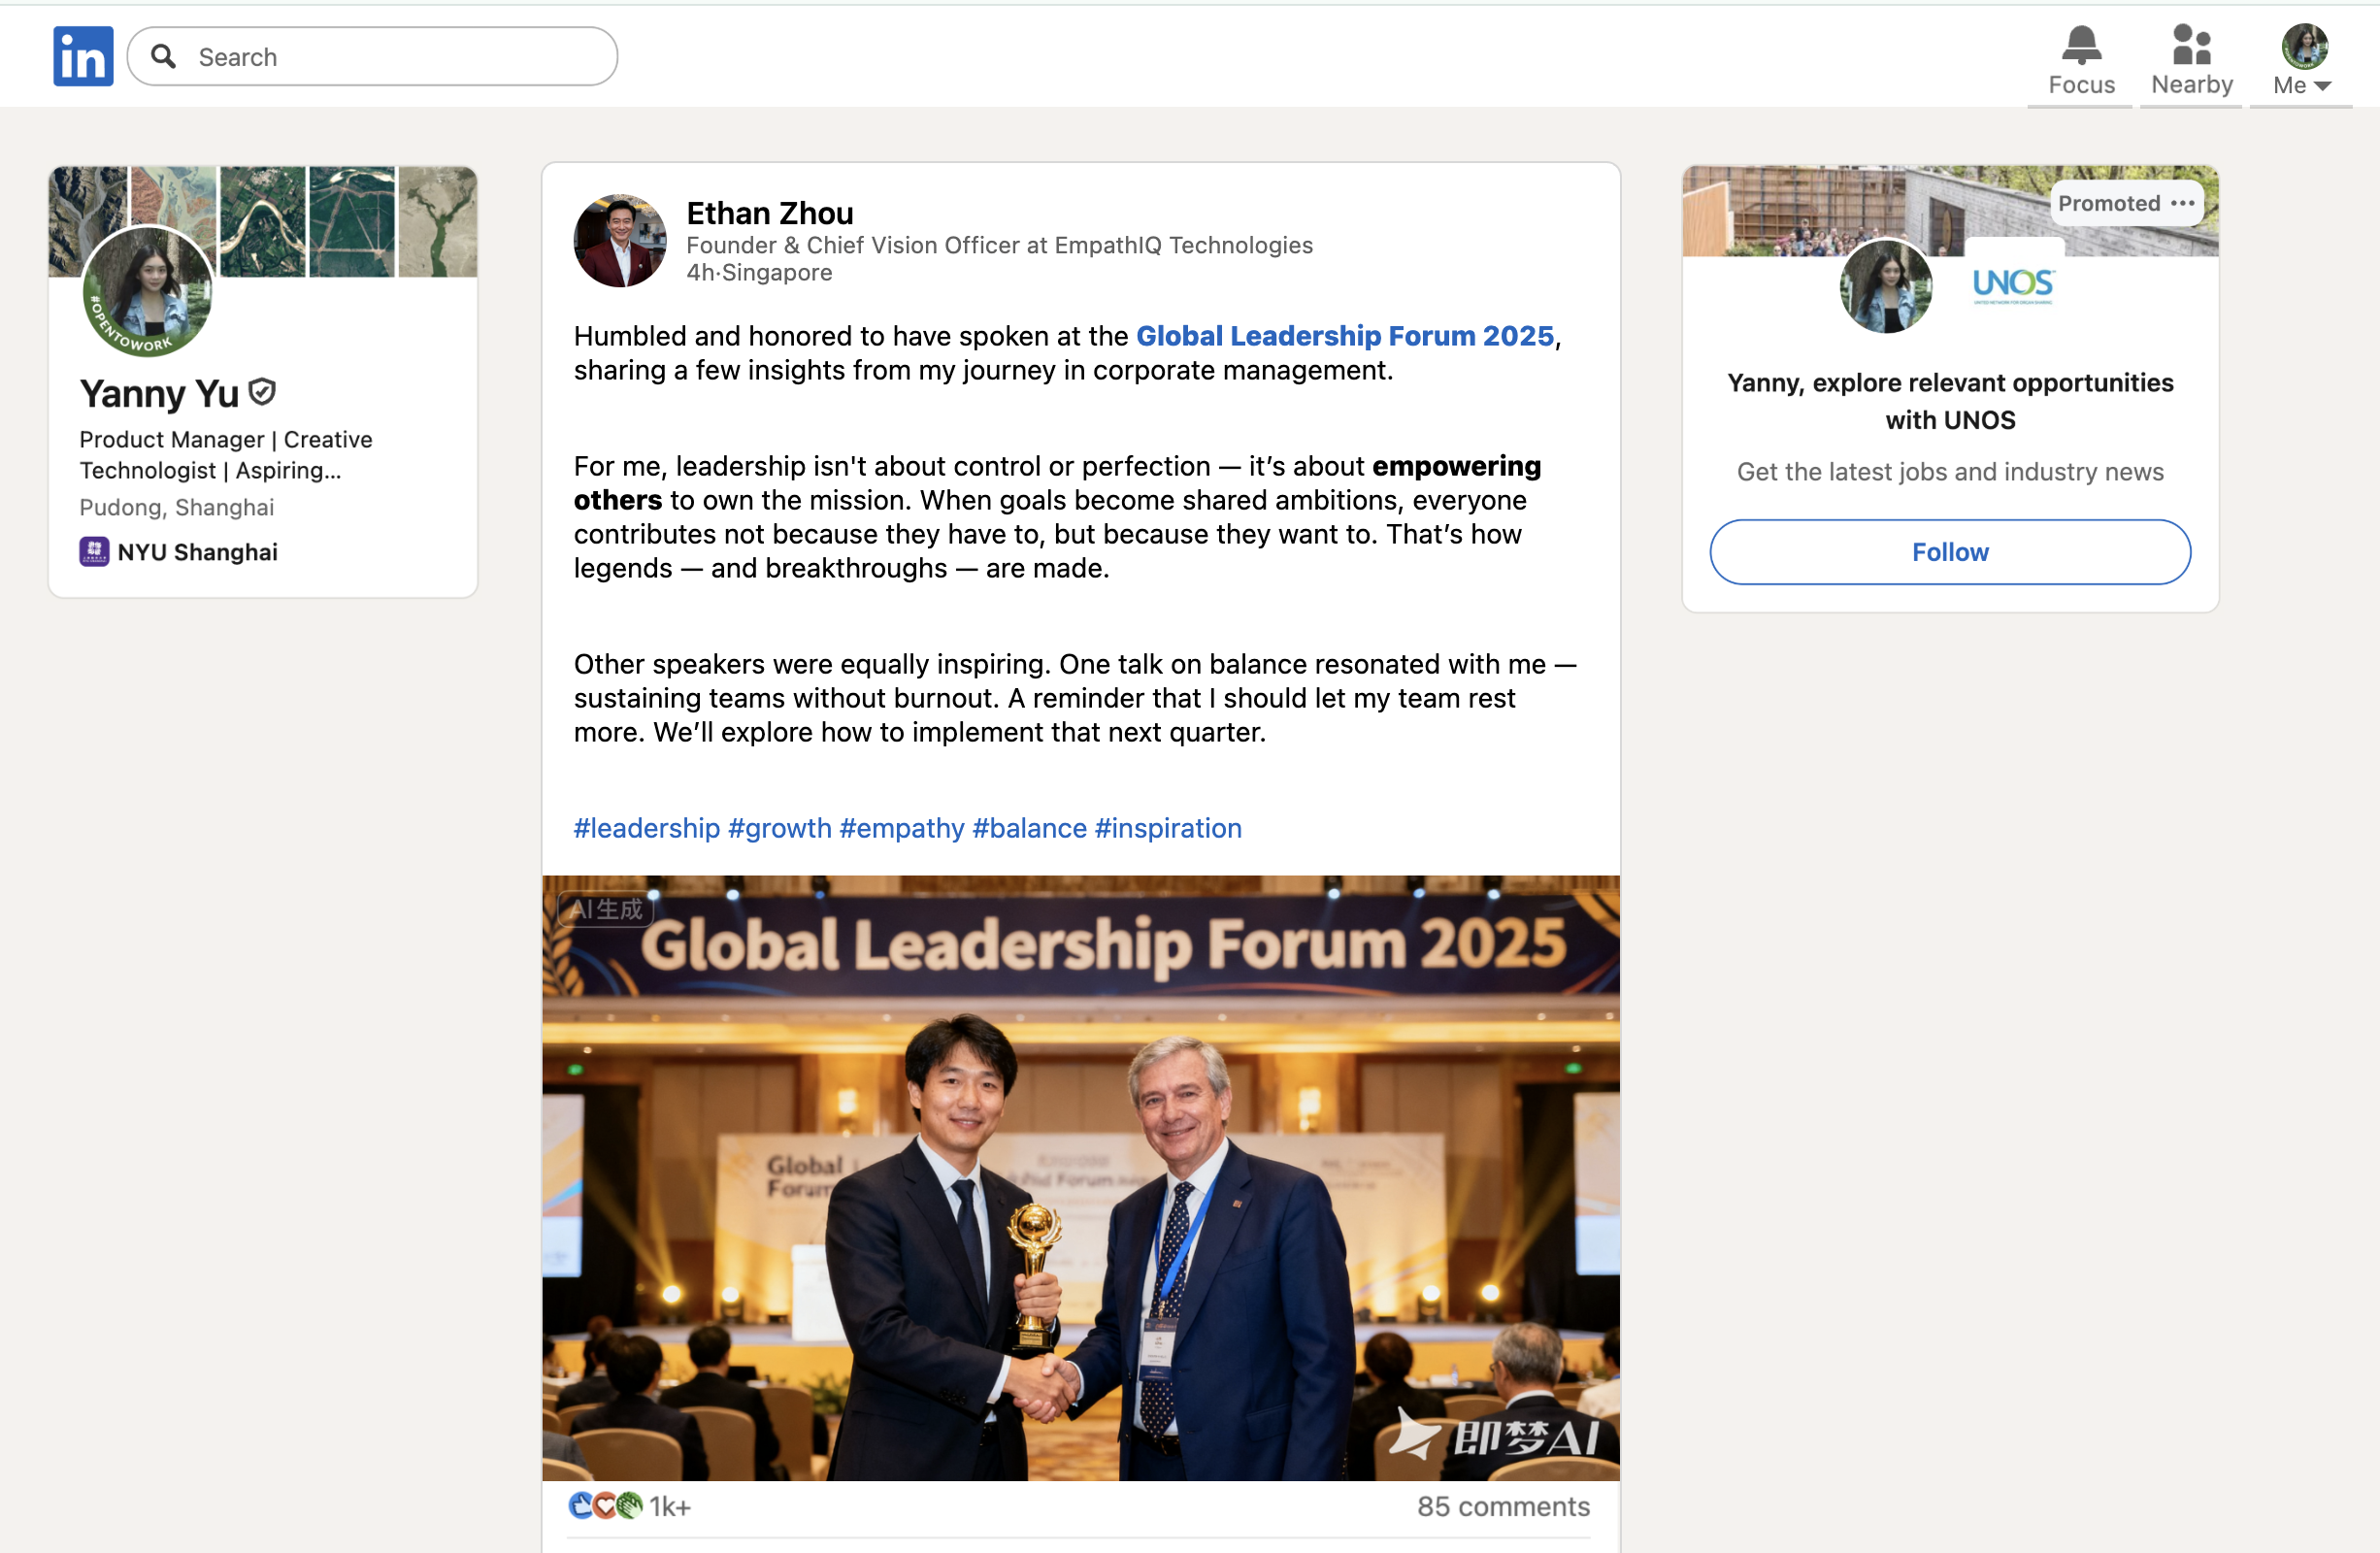 in
Search
Focus
Nearby
Me
#OPENTOWORK
Yanny Yu
Product Manager | Creative
Technologist | Aspiring...
Pudong, Shanghai
NYU Shanghai
Ethan Zhou
Founder & Chief Vision Officer at EmpathIQ Technologies
4h·Singapore
Humbled and honored to have spoken at the Global Leadership Forum 2025,
sharing a few insights from my journey in corporate management.
For me, leadership isn't about control or perfection — it’s about empowering
others to own the mission. When goals become shared ambitions, everyone
contributes not because they have to, but because they want to. That’s how
legends — and breakthroughs — are made.
Other speakers were equally inspiring. One talk on balance resonated with me —
sustaining teams without burnout. A reminder that I should let my team rest
more. We’ll explore how to implement that next quarter.
#leadership #growth #empathy #balance #inspiration
AI生成
Global Leadership Forum 2025
Global
Forum
Forum
即梦AI
1k+
85 comments
Promoted
UNOS
UNITED NETWORK FOR ORGAN SHARING
Yanny, explore relevant opportunities
with UNOS
Get the latest jobs and industry news
Follow